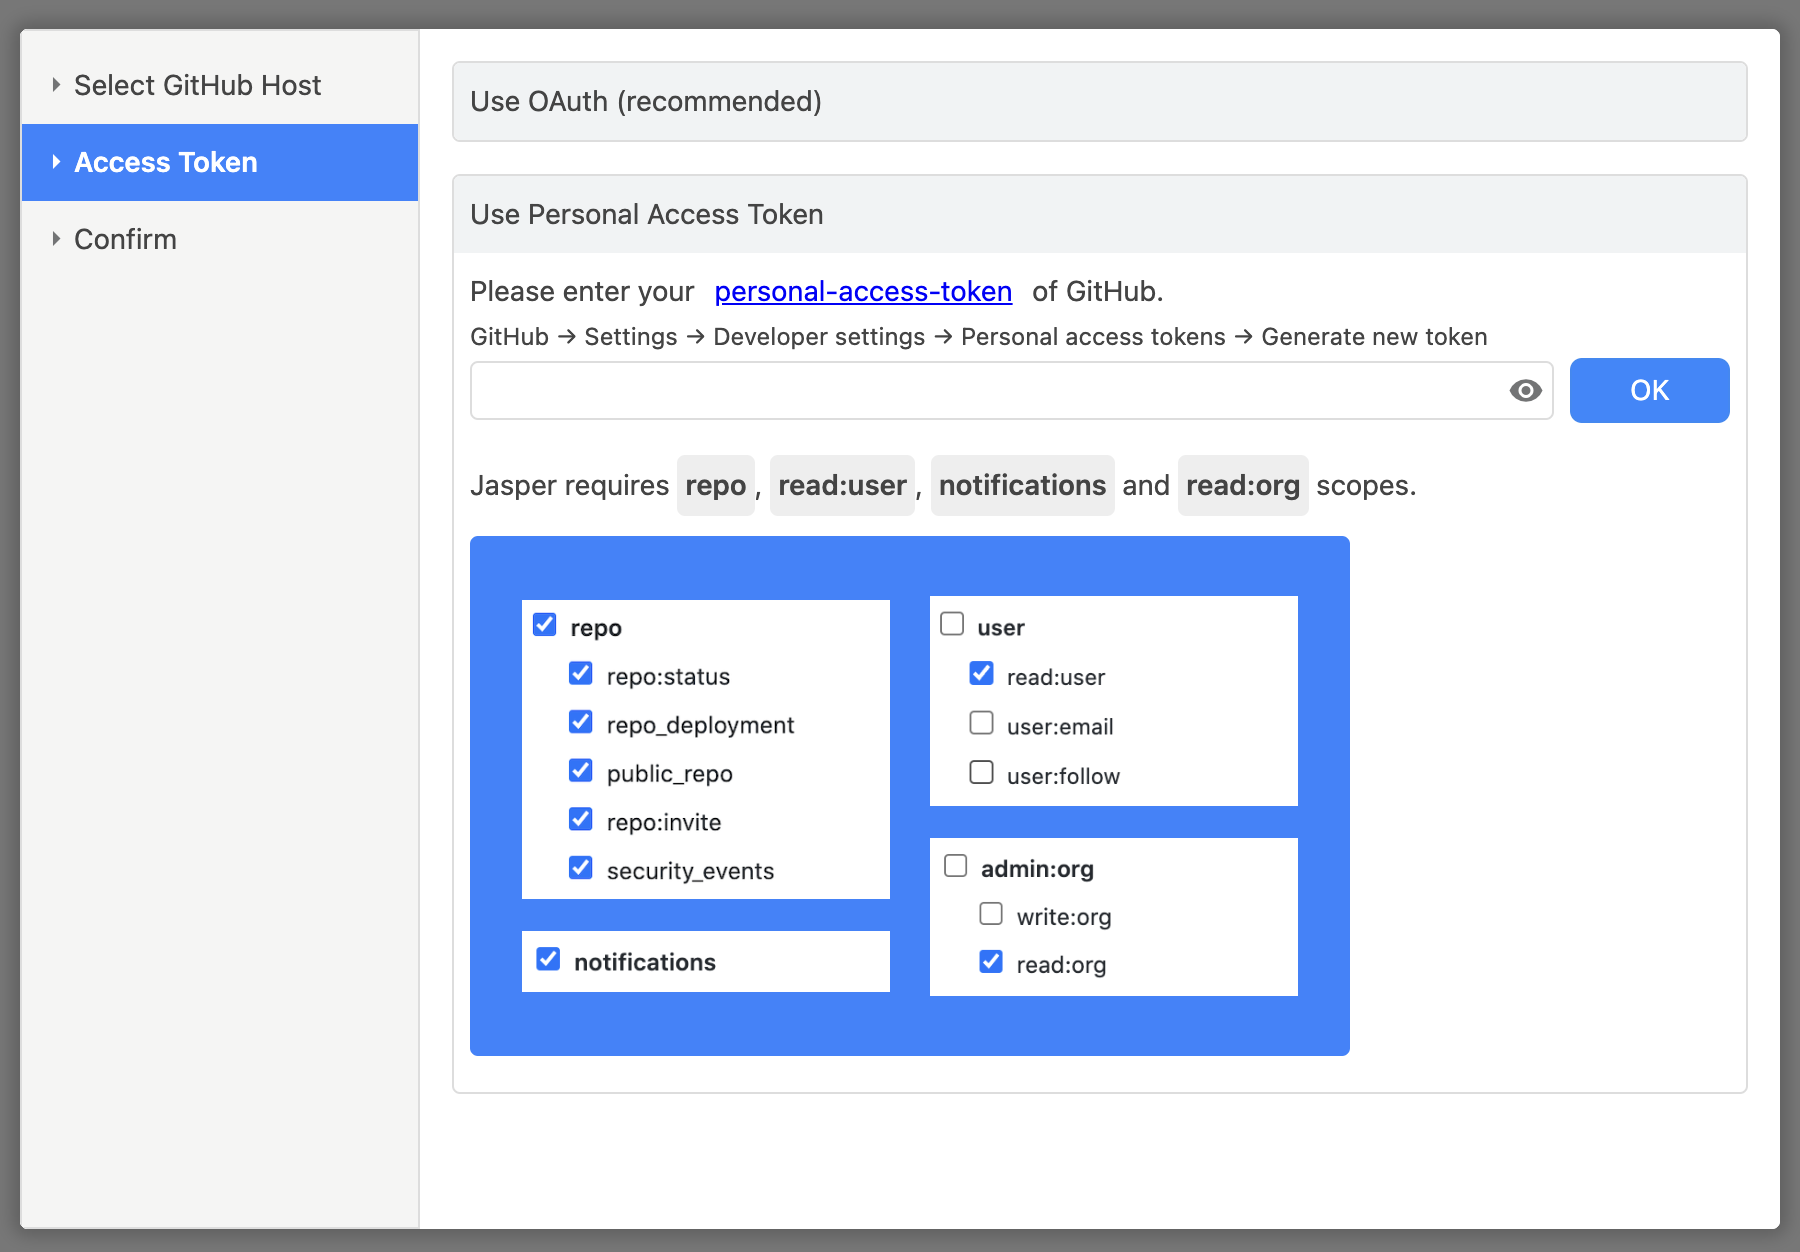 Select GitHub Host
Access Token
Confirm
Use OAuth (recommended)
Use Personal Access Token
Please enter your personal-access-token of GitHub.
GitHub → Settings → Developer settings → Personal access tokens → Generate new token
OK
Jasper requires repo, read:user, notifications and read:org scopes.
repo
repo:status
repo_deployment
public_repo
repo:invite
security_events
notifications
user
read:user
user:email
user:follow
admin:org
write:org
read:org